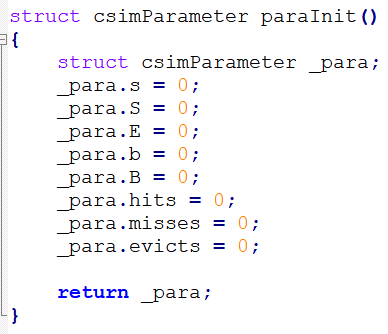 struct csimParameter paraInit()
{
    struct csimParameter _para;
    _para.s = 0;
    _para.S = 0;
    _para.E = 0;
    _para.b = 0;
    _para.B = 0;
    _para.hits = 0;
    _para.misses = 0;
    _para.evicts = 0;

    return _para;
}